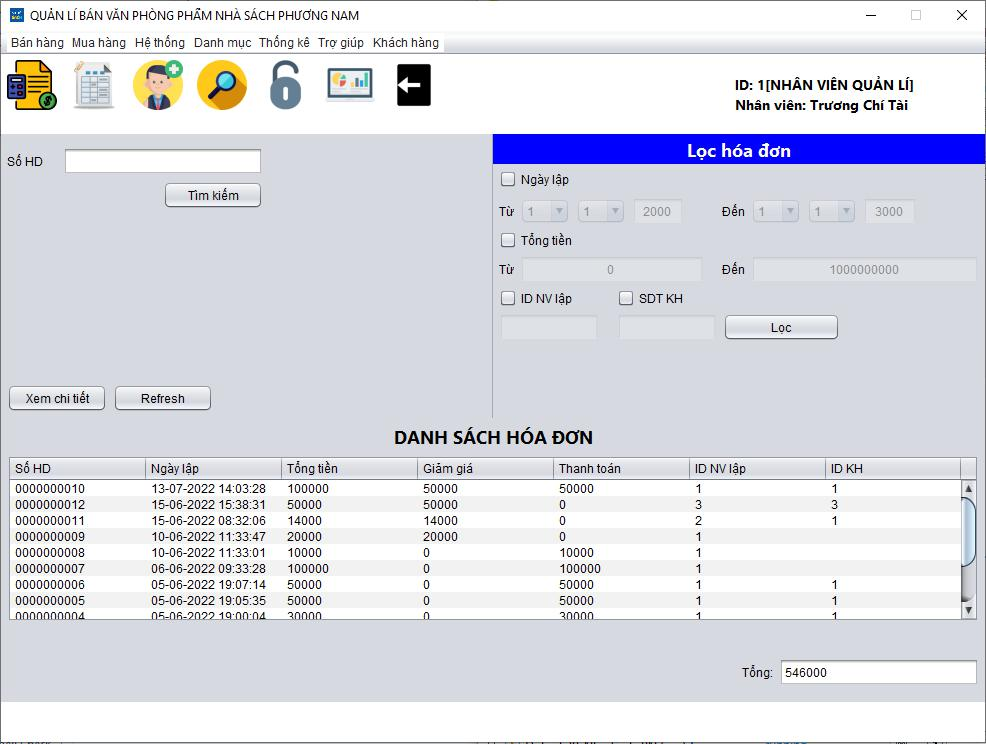 QUẢN LÍ BÁN VĂN PHÒNG PHẨM NHÀ SÁCH PHƯƠNG NAM
Bán hàng Mua hàng Hệ thống Danh mục Thống kê Trợ giúp Khách hàng
ID: 1[NHÂN VIÊN QUẢN LÍ]
Nhân viên: Trương Chí Tài
Số HD
Tìm kiếm
Lọc hóa đơn
Ngày lập
Từ 1 1 2000 Đến 1 1 3000
Tổng tiền
Từ 0 Đến 1000000000
ID NV lập SDT KH
Lọc
Xem chi tiết Refresh
DANH SÁCH HÓA ĐƠN
Số HD Ngày lập Tổng tiền Giảm giá Thanh toán ID NV lập ID KH
0000000010 13-07-2022 14:03:28 100000 50000 50000 1 1
0000000012 15-06-2022 15:38:31 50000 50000 0 3 3
0000000011 15-06-2022 08:32:06 14000 14000 0 2 1
0000000009 10-06-2022 11:33:47 20000 20000 0 1
0000000008 10-06-2022 11:33:01 10000 0 10000 1
0000000007 06-06-2022 09:33:28 100000 0 100000 1
0000000006 05-06-2022 19:07:14 50000 0 50000 1 1
0000000005 05-06-2022 19:05:35 50000 0 50000 1 1
0000000004 05-06-2022 19:00:04 30000 0 30000 1 1
Tổng: 546000